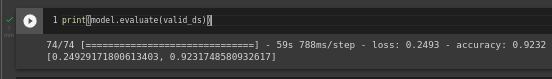 1 print(model.evaluate(valid_ds))
74/74 [==============================] - 59s 788ms/step - loss: 0.2493 - accuracy: 0.9232
[0.24929171800613403, 0.9231748580932617]